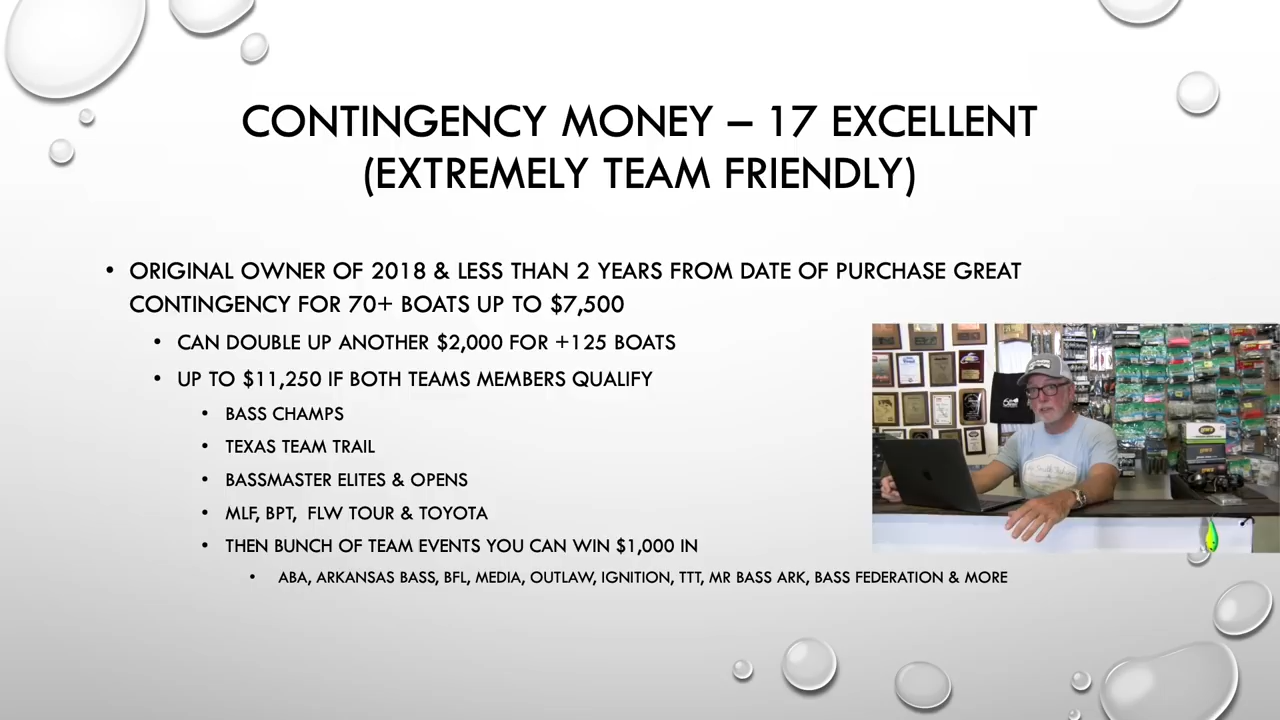 CONTINGENCY MONEY – 17 EXCELLENT
(EXTREMELY TEAM FRIENDLY)
• ORIGINAL OWNER OF 2018 & LESS THAN 2 YEARS FROM DATE OF PURCHASE GREAT
CONTINGENCY FOR 70+ BOATS UP TO $7,500
• CAN DOUBLE UP ANOTHER $2,000 FOR +125 BOATS
• UP TO $11,250 IF BOTH TEAMS MEMBERS QUALIFY
• BASS CHAMPS
• TEXAS TEAM TRAIL
• BASSMASTER ELITES & OPENS
• MLF, BPT, FLW TOUR & TOYOTA
• THEN BUNCH OF TEAM EVENTS YOU CAN WIN $1,000 IN
• ABA, ARKANSAS BASS, BFL, MEDIA, OUTLAW, IGNITION, TTT, MR BASS ARK, BASS FEDERATION & MORE